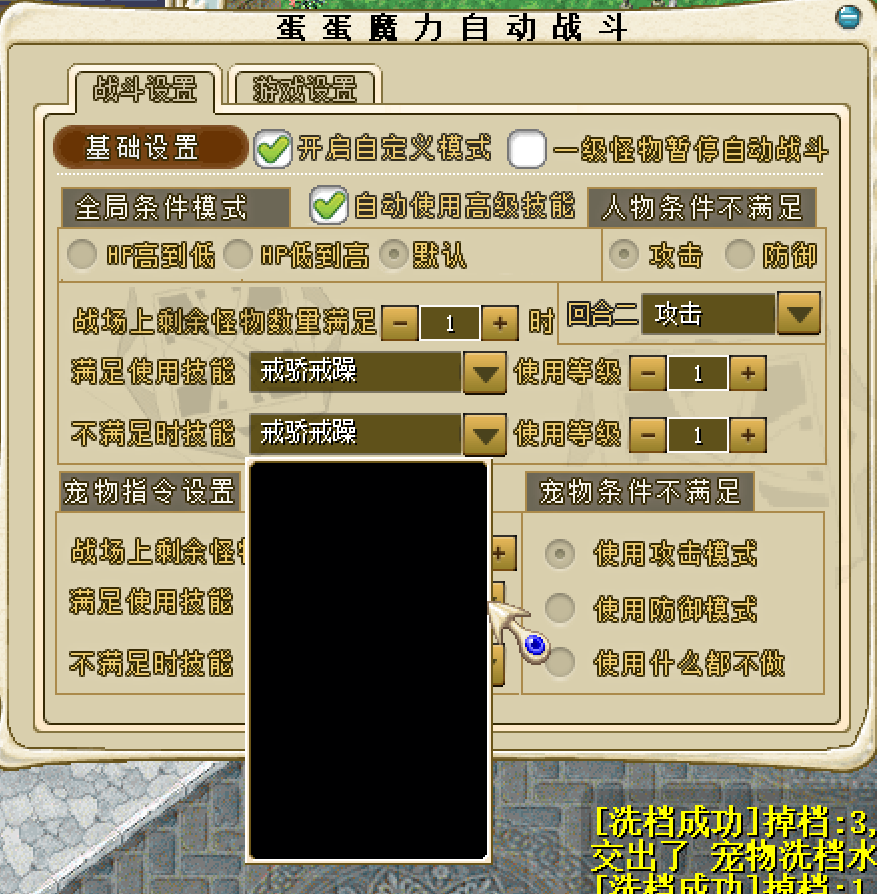 蛋蛋魔力自动战斗
战斗设置 游戏设置
基础设置 开启自定义模式 一级怪物暂停自动战斗
全局条件模式 自动使用高级技能 人物条件不满足
HP高到低 HP低到高 默认 攻击 防御
战场上剩余怪物数量满足 - 1 + 时 回合二 攻击
满足使用技能 戒骄戒躁 使用等级 - 1 +
不满足时技能 戒骄戒躁 使用等级 - 1 +
宠物指令设置 宠物条件不满足
战场上剩余怪 + 使用攻击模式
满足使用技能 使用防御模式
不满足时技能 使用什么都不做
[洗档成功]掉档:3,
交出了 宠物洗档水
[洗档成功]掉档:1